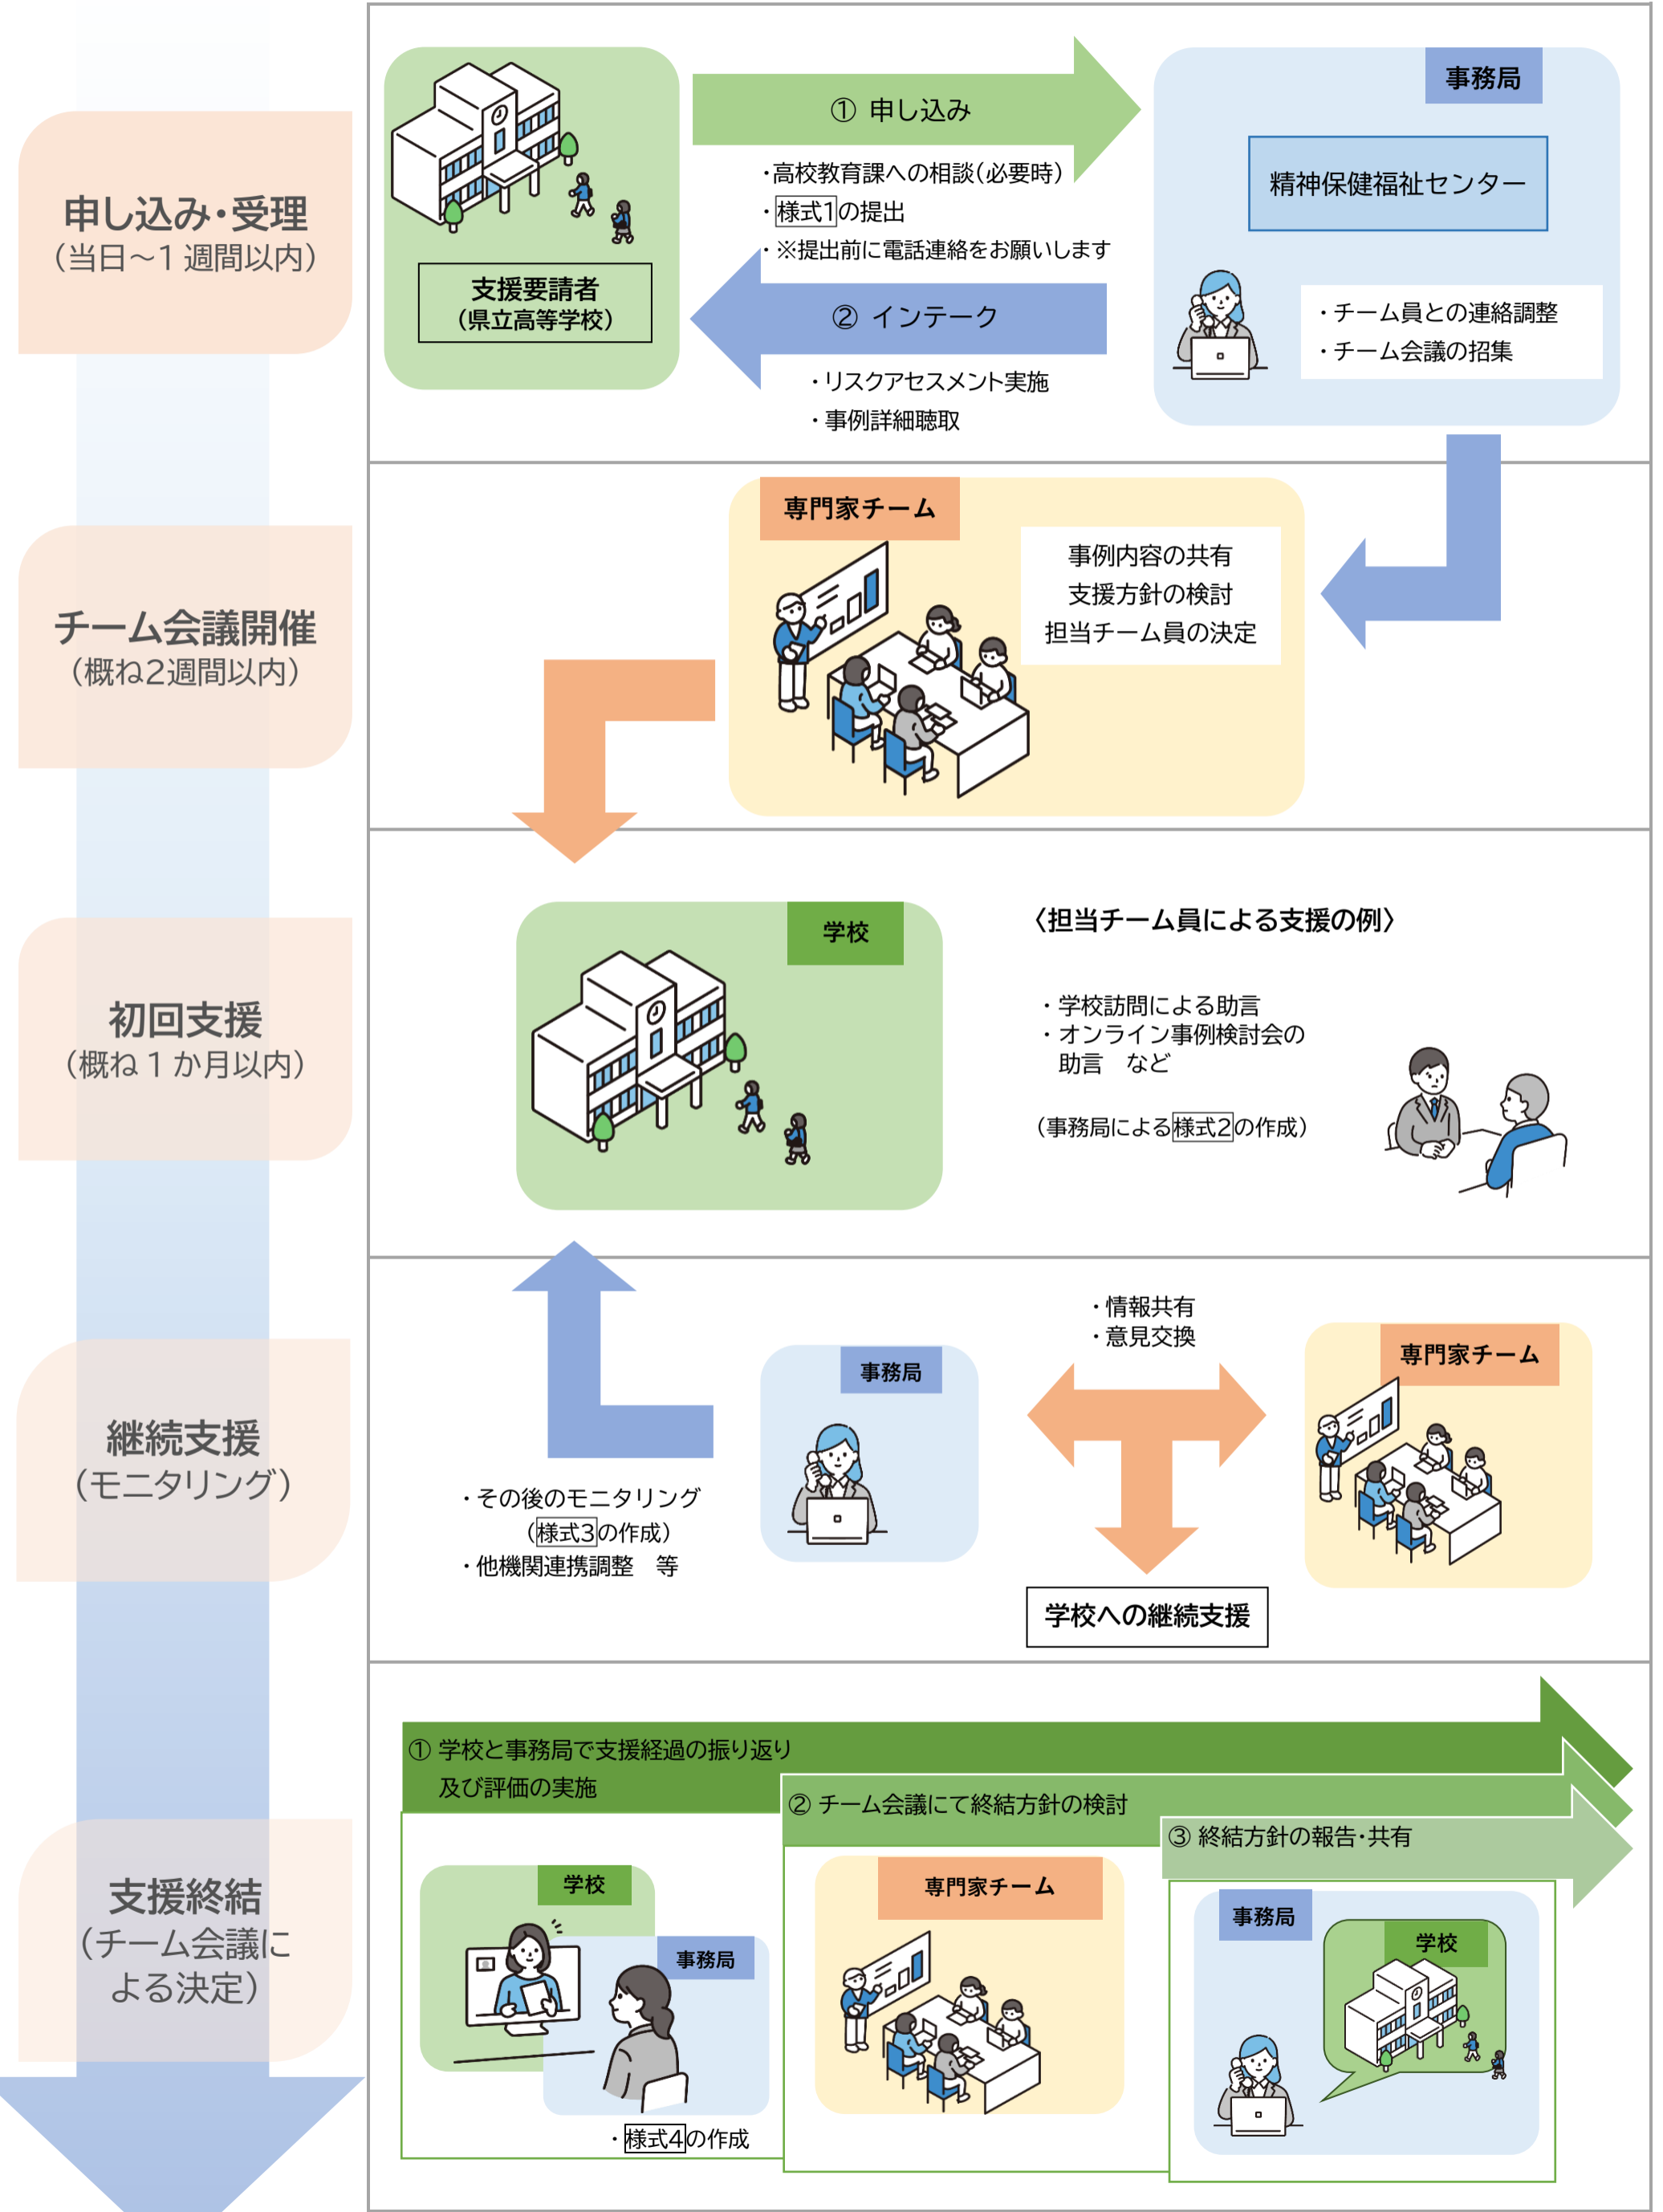 申し込み・受理
（当日～１週間以内）
支援要請者
（県立高等学校）
① 申し込み
・高校教育課への相談（必要時）
・様式１の提出
・※提出前に電話連絡をお願いします
② インテーク
・リスクアセスメント実施
・事例詳細聴取
事務局
精神保健福祉センター
・チーム員との連絡調整
・チーム会議の招集
チーム会議開催
（概ね２週間以内）
専門家チーム
事例内容の共有
支援方針の検討
担当チーム員の決定
初回支援
（概ね１か月以内）
学校
〈担当チーム員による支援の例〉
・学校訪問による助言
・オンライン事例検討会の
助言　など
（事務局による様式２の作成）
継続支援
（モニタリング）
・その後のモニタリング
（様式３の作成）
・他機関連携調整　等
事務局
・情報共有
・意見交換
専門家チーム
学校への継続支援
支援終結
（チーム会議に
よる決定）
① 学校と事務局で支援経過の振り返り
及び評価の実施
学校
事務局
・様式４の作成
② チーム会議にて終結方針の検討
専門家チーム
③ 終結方針の報告・共有
事務局
学校